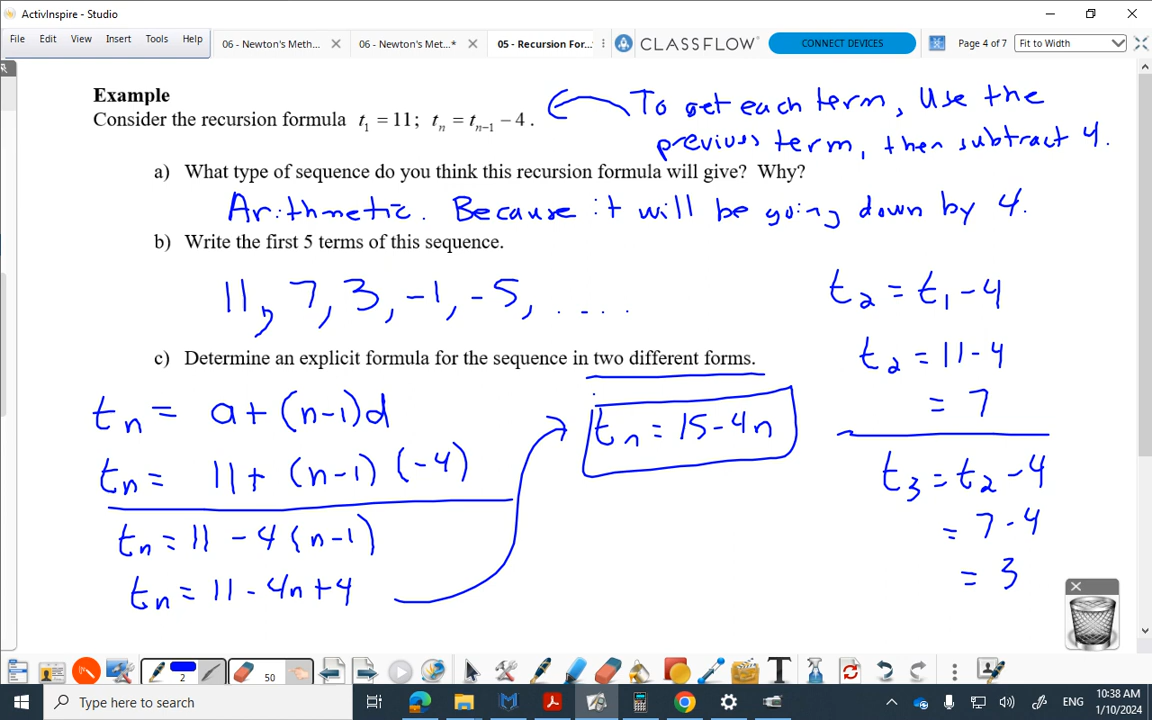 ActivInspire - Studio
File Edit View Insert Tools Help
06 - Newton's Meth...
06 - Newton's Met...*
05 - Recursion For...
CLASSFLOW
CONNECT DEVICES
Page 4 of 7
Fit to Width
Example
To get each term, Use the
Consider the recursion formula t₁ = 11; tₙ = tₙ₋₁ − 4.
previous term, then subtract 4.
a) What type of sequence do you think this recursion formula will give? Why?
Arithmetic. Because it will be going down by 4.
b) Write the first 5 terms of this sequence.
11, 7, 3, -1, -5, ....
c) Determine an explicit formula for the sequence in two different forms.
tₙ = a + (n-1)d
tₙ = 11 + (n-1)(-4)
tₙ = 11 - 4(n-1)
tₙ = 11 - 4n + 4
tₙ = 15 - 4n
t₂ = t₁ - 4
t₂ = 11 - 4
= 7
t₃ = t₂ - 4
= 7 - 4
= 3
2
50
T
Type here to search
ENG
10:38 AM
1/10/2024